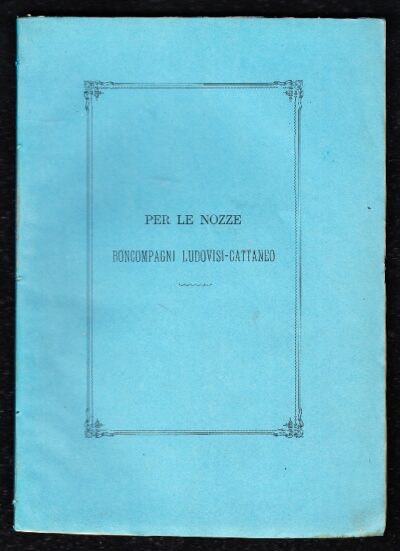 PER LE NOZZE
BONCOMPAGNI LUDOVISI-CATTANEO